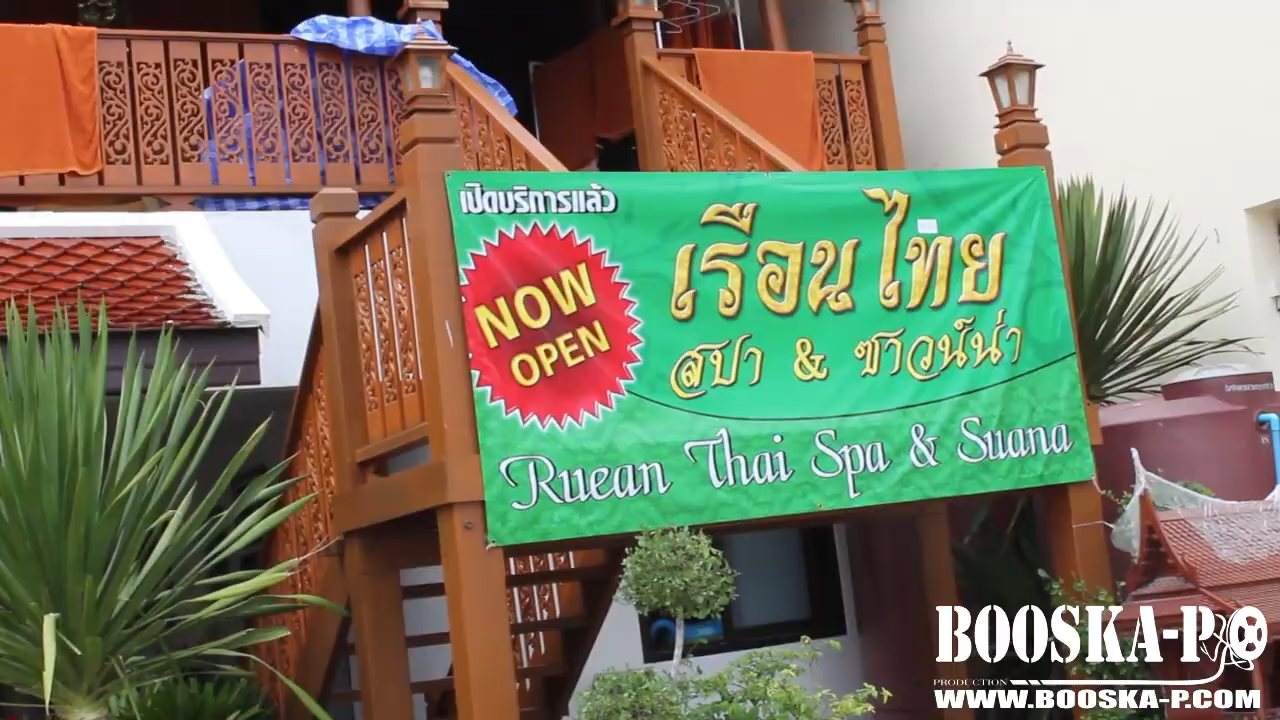 เปิดบริการแล้ว
NOW
OPEN
เรือนไทย
สปา & ซาวน์น่า
Ruean Thai Spa & Suana
BOOSKA-P
PRODUCTION
WWW.BOOSKA-P.COM